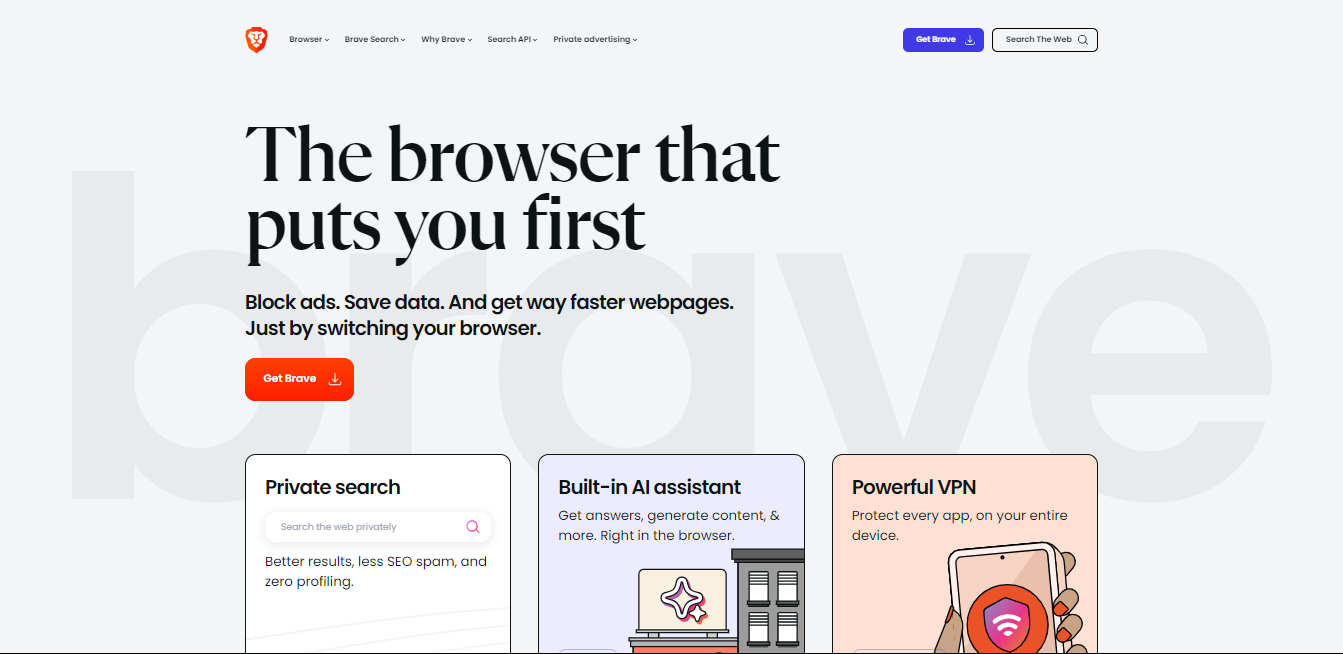 Browser
Brave Search
Why Brave
Search API
Private advertising
Get Brave
Search The Web
brave
The browser that
puts you first
Block ads. Save data. And get way faster webpages.
Just by switching your browser.
Get Brave
Private search
Search the web privately
Better results, less SEO spam, and
zero profiling.
Built-in AI assistant
Get answers, generate content, &
more. Right in the browser.
Powerful VPN
Protect every app, on your entire
device.